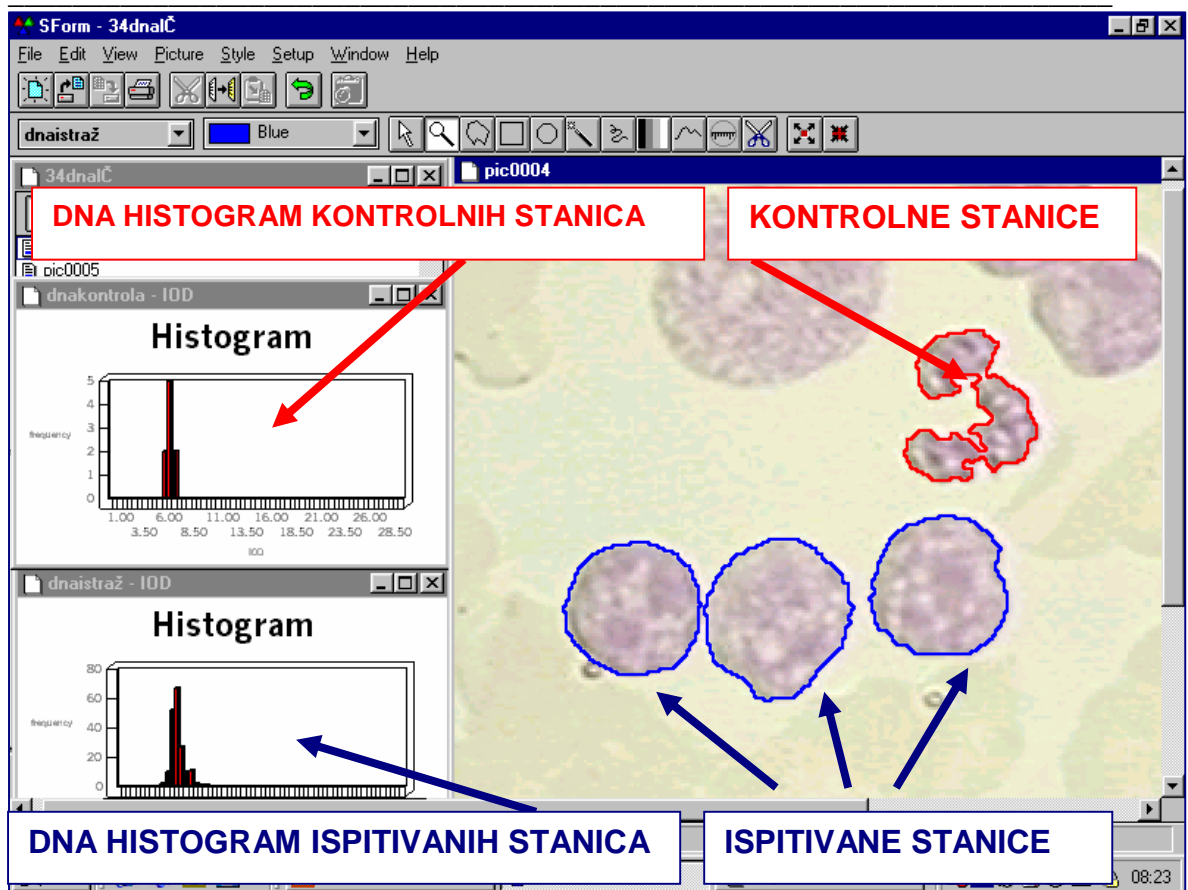 SForm - 34dnalČ
File Edit View Picture Style Setup Window Help
dnaistraž Blue
34dnalČ
pic0004
DNA HISTOGRAM KONTROLNIH STANICA
KONTROLNE STANICE
pic0005
dnakontrola - IOD
Histogram
5
4
3
2
1
0
frequency
1.00 6.00 11.00 16.00 21.00 26.00
3.50 8.50 13.50 18.50 23.50 28.50
IOD
dnaistraž - IOD
Histogram
80
60
frequency
40
20
0
DNA HISTOGRAM ISPITIVANIH STANICA
ISPITIVANE STANICE
08:23